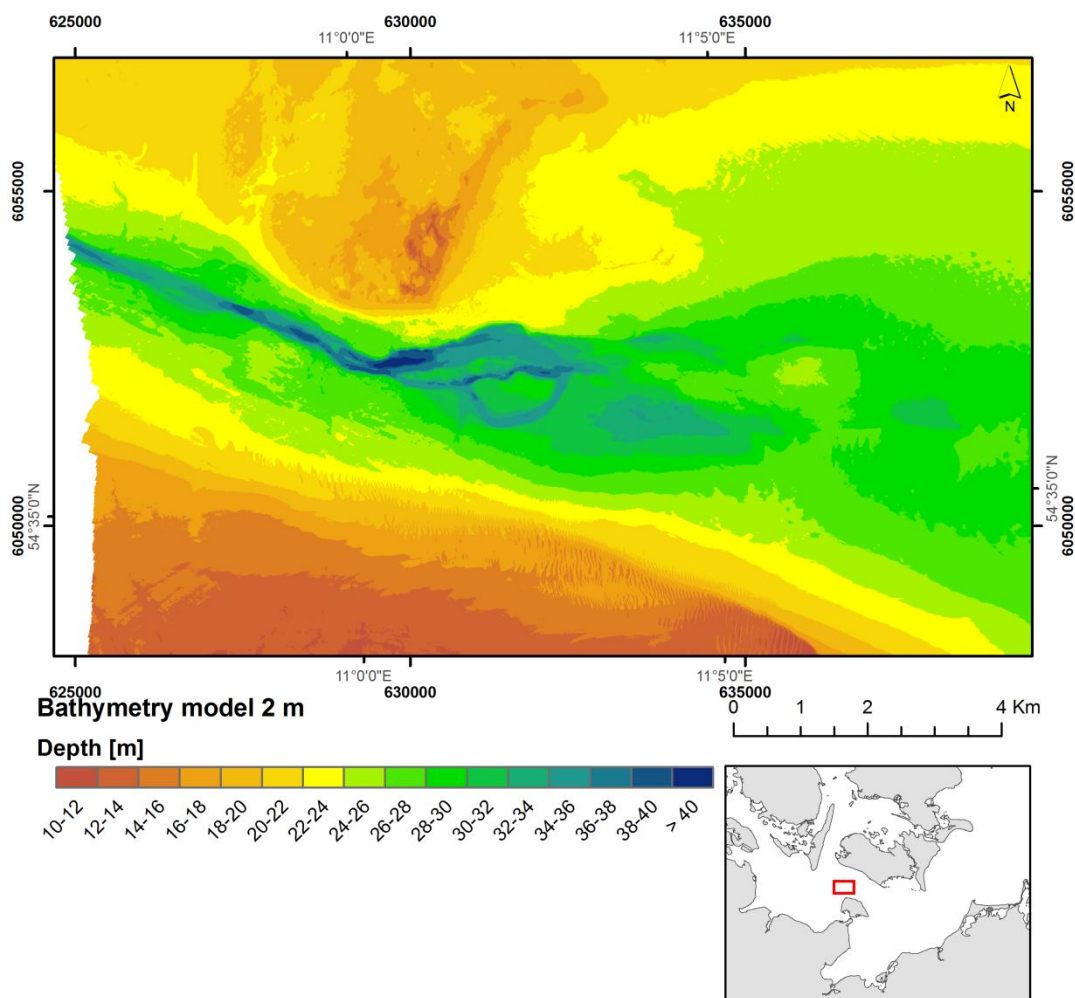 625000 630000 635000
11°0'0"E 11°5'0"E
N
6055000 6055000
6050000 54°35'0"N
54°35'0"N 6050000
11°0'0"E 11°5'0"E
625000 630000 635000
Bathymetry model 2 m
0 1 2 4 Km
Depth [m]
10-12 12-14 14-16 16-18 18-20 20-22 22-24 24-26 26-28 28-30 30-32 32-34 34-36 36-38 38-40 > 40